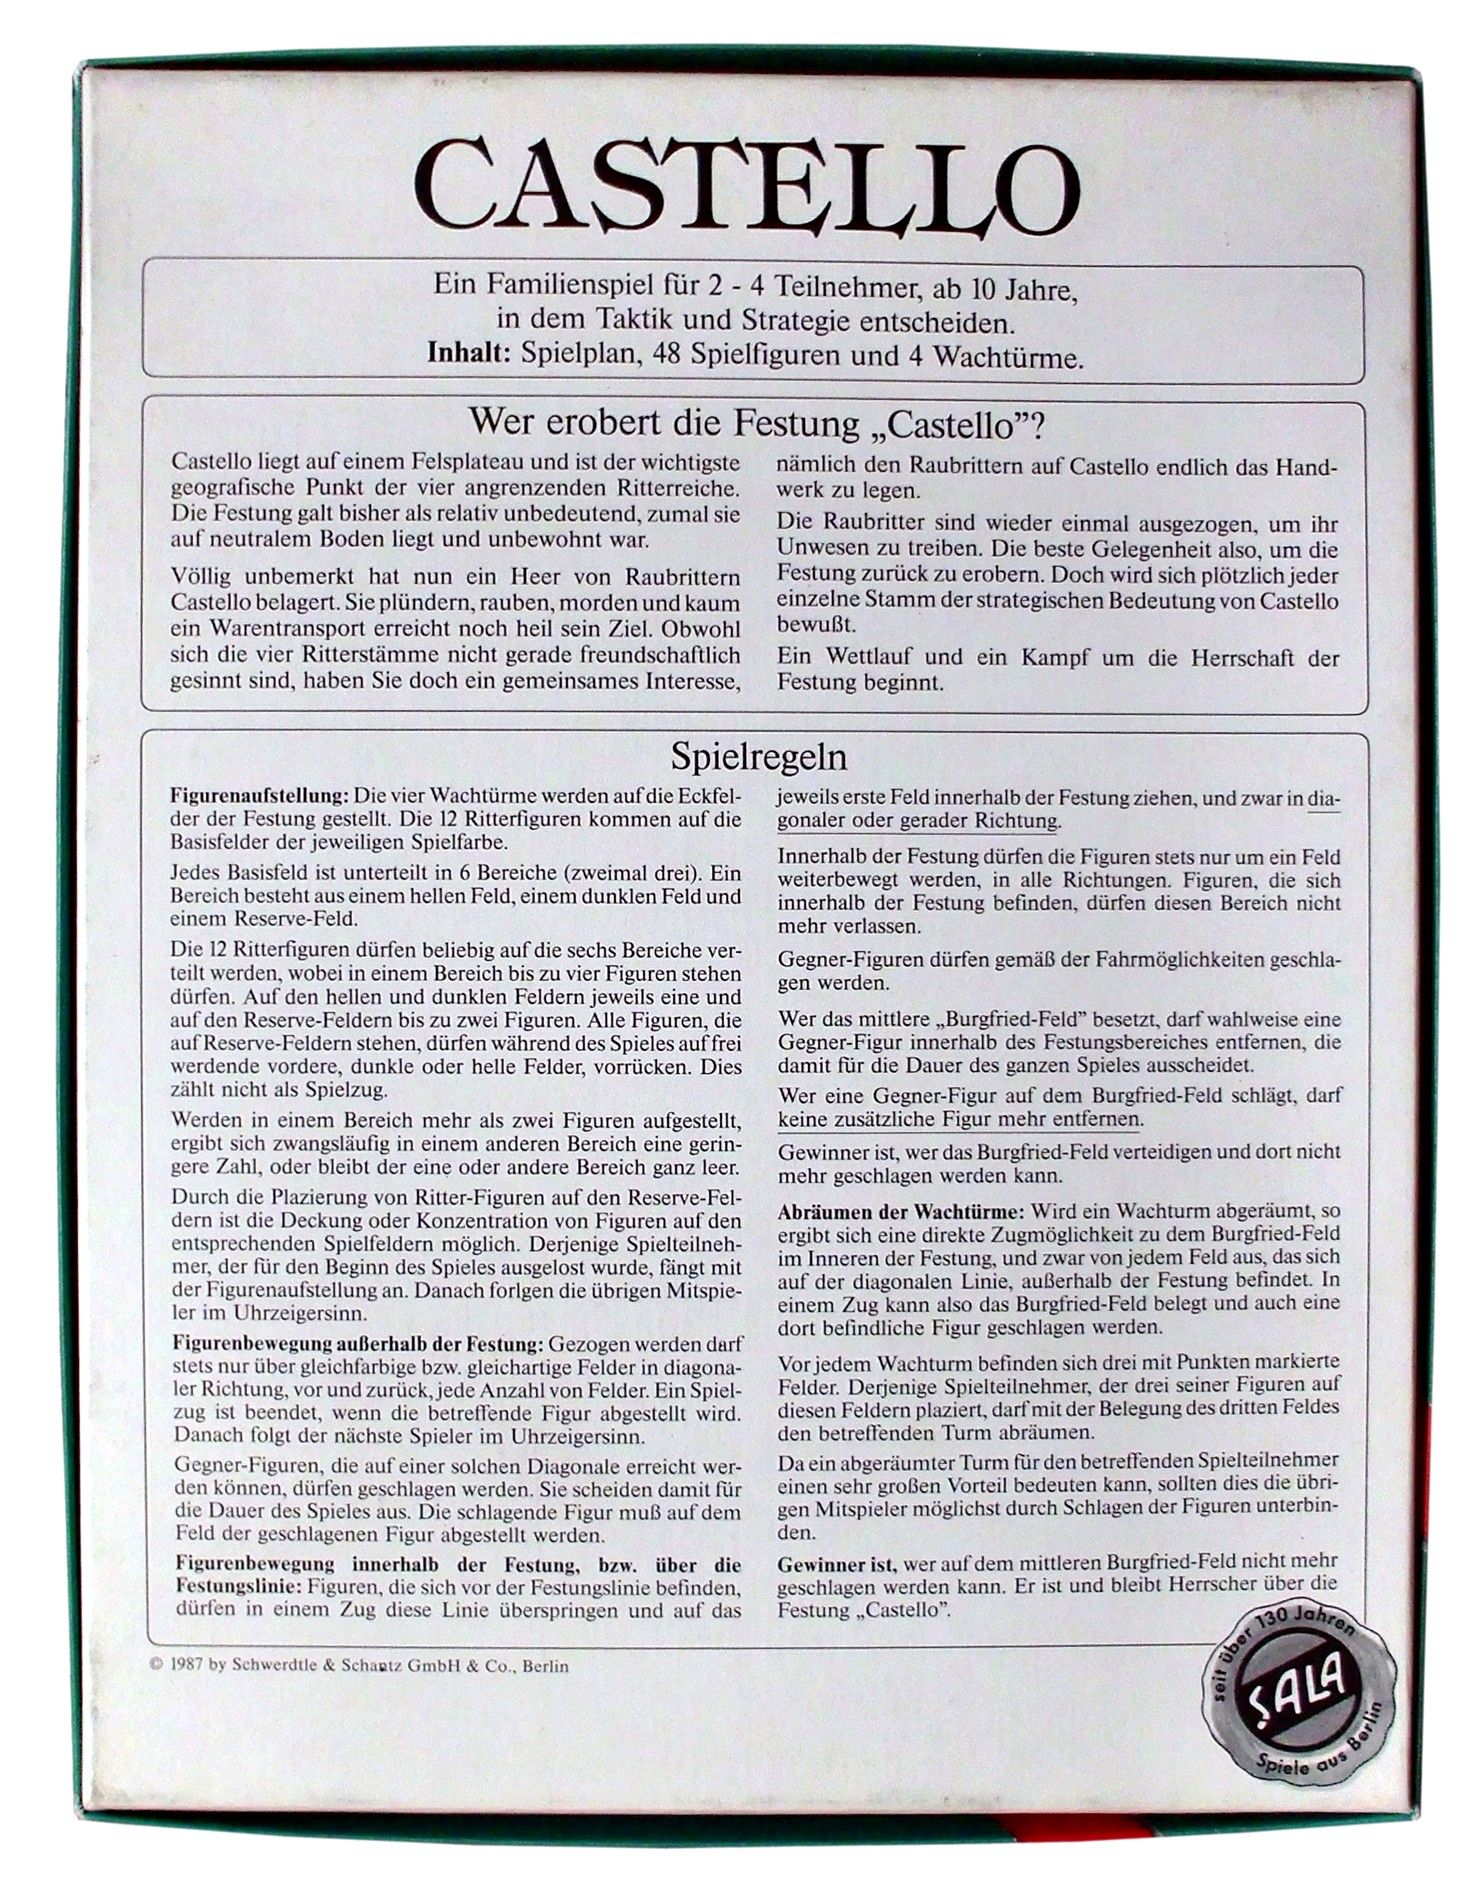 CASTELLO
Ein Familienspiel für 2 - 4 Teilnehmer, ab 10 Jahre,
in dem Taktik und Strategie entscheiden.
Inhalt: Spielplan, 48 Spielfiguren und 4 Wachtürme.
Wer erobert die Festung „Castello”?
Castello liegt auf einem Felsplateau und ist der wichtigste
geografische Punkt der vier angrenzenden Ritterreiche.
Die Festung galt bisher als relativ unbedeutend, zumal sie
auf neutralem Boden liegt und unbewohnt war.
Völlig unbemerkt hat nun ein Heer von Raubrittern
Castello belagert. Sie plündern, rauben, morden und kaum
ein Warentransport erreicht noch heil sein Ziel. Obwohl
sich die vier Ritterstämme nicht gerade freundschaftlich
gesinnt sind, haben Sie doch ein gemeinsames Interesse,
nämlich den Raubrittern auf Castello endlich das Hand-
werk zu legen.
Die Raubritter sind wieder einmal ausgezogen, um ihr
Unwesen zu treiben. Die beste Gelegenheit also, um die
Festung zurück zu erobern. Doch wird sich plötzlich jeder
einzelne Stamm der strategischen Bedeutung von Castello
bewußt.
Ein Wettlauf und ein Kampf um die Herrschaft der
Festung beginnt.
Spielregeln
Figurenaufstellung: Die vier Wachtürme werden auf die Eckfel-
der der Festung gestellt. Die 12 Ritterfiguren kommen auf die
Basisfelder der jeweiligen Spielfarbe.
Jedes Basisfeld ist unterteilt in 6 Bereiche (zweimal drei). Ein
Bereich besteht aus einem hellen Feld, einem dunklen Feld und
einem Reserve-Feld.
Die 12 Ritterfiguren dürfen beliebig auf die sechs Bereiche ver-
teilt werden, wobei in einem Bereich bis zu vier Figuren stehen
dürfen. Auf den hellen und dunklen Feldern jeweils eine und
auf den Reserve-Feldern bis zu zwei Figuren. Alle Figuren, die
auf Reserve-Feldern stehen, dürfen während des Spieles auf frei
werdende vordere, dunkle oder helle Felder, vorrücken. Dies
zählt nicht als Spielzug.
Werden in einem Bereich mehr als zwei Figuren aufgestellt,
ergibt sich zwangsläufig in einem anderen Bereich eine gerin-
gere Zahl, oder bleibt der eine oder andere Bereich ganz leer.
Durch die Plazierung von Ritter-Figuren auf den Reserve-Fel-
dern ist die Deckung oder Konzentration von Figuren auf den
entsprechenden Spielfeldern möglich. Derjenige Spielteilneh-
mer, der für den Beginn des Spieles ausgelost wurde, fängt mit
der Figurenaufstellung an. Danach forlgen die übrigen Mitspie-
ler im Uhrzeigersinn.
Figurenbewegung außerhalb der Festung: Gezogen werden darf
stets nur über gleichfarbige bzw. gleichartige Felder in diagona-
ler Richtung, vor und zurück, jede Anzahl von Felder. Ein Spiel-
zug ist beendet, wenn die betreffende Figur abgestellt wird.
Danach folgt der nächste Spieler im Uhrzeigersinn.
Gegner-Figuren, die auf einer solchen Diagonale erreicht wer-
den können, dürfen geschlagen werden. Sie scheiden damit für
die Dauer des Spieles aus. Die schlagende Figur muß auf dem
Feld der geschlagenen Figur abgestellt werden.
Figurenbewegung innerhalb der Festung, bzw. über die
Festungslinie: Figuren, die sich vor der Festungslinie befinden,
dürfen in einem Zug diese Linie überspringen und auf das
jeweils erste Feld innerhalb der Festung ziehen, und zwar in dia-
gonaler oder gerader Richtung.
Innerhalb der Festung dürfen die Figuren stets nur um ein Feld
weiterbewegt werden, in alle Richtungen. Figuren, die sich
innerhalb der Festung befinden, dürfen diesen Bereich nicht
mehr verlassen.
Gegner-Figuren dürfen gemäß der Fahrmöglichkeiten geschla-
gen werden.
Wer das mittlere „Burgfried-Feld” besetzt, darf wahlweise eine
Gegner-Figur innerhalb des Festungsbereiches entfernen, die
damit für die Dauer des ganzen Spieles ausscheidet.
Wer eine Gegner-Figur auf dem Burgfried-Feld schlägt, darf
keine zusätzliche Figur mehr entfernen.
Gewinner ist, wer das Burgfried-Feld verteidigen und dort nicht
mehr geschlagen werden kann.
Abräumen der Wachtürme: Wird ein Wachturm abgeräumt, so
ergibt sich eine direkte Zugmöglichkeit zu dem Burgfried-Feld
im Inneren der Festung, und zwar von jedem Feld aus, das sich
auf der diagonalen Linie, außerhalb der Festung befindet. In
einem Zug kann also das Burgfried-Feld belegt und auch eine
dort befindliche Figur geschlagen werden.
Vor jedem Wachturm befinden sich drei mit Punkten markierte
Felder. Derjenige Spielteilnehmer, der drei seiner Figuren auf
diesen Feldern plaziert, darf mit der Belegung des dritten Feldes
den betreffenden Turm abräumen.
Da ein abgeräumter Turm für den betreffenden Spielteilnehmer
einen sehr großen Vorteil bedeuten kann, sollten dies die übri-
gen Mitspieler möglichst durch Schlagen der Figuren unterbin-
den.
Gewinner ist, wer auf dem mittleren Burgfried-Feld nicht mehr
geschlagen werden kann. Er ist und bleibt Herrscher über die
Festung „Castello”.
© 1987 by Schwerdtle & Schantz GmbH & Co., Berlin
seit über 130 Jahren
SALA
Spiele aus Berlin